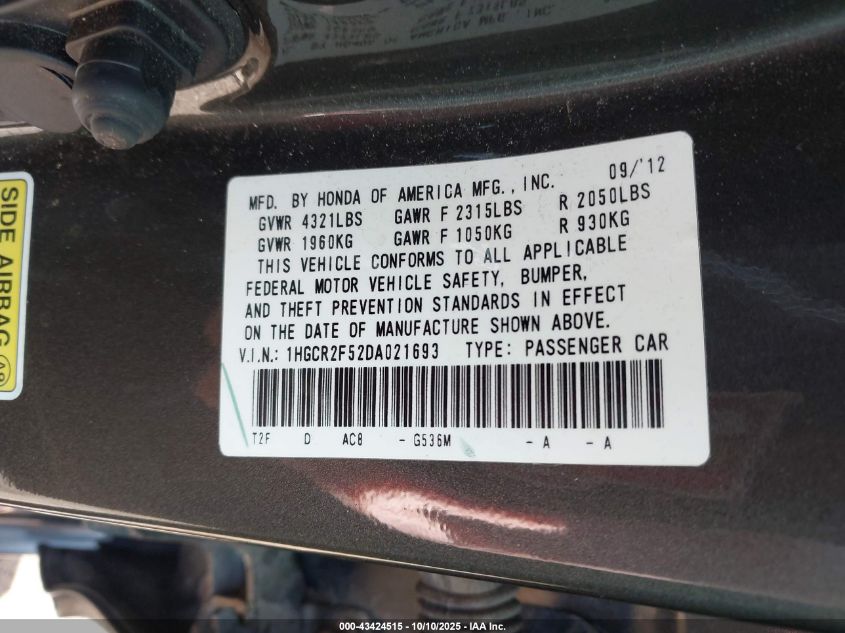 MFD. BY HONDA OF AMERICA MFG., INC. 09/'12
GVWR 4321LBS GAWR F 2315LBS R 2050LBS
GVWR 1960KG GAWR F 1050KG R 930KG
THIS VEHICLE CONFORMS TO ALL APPLICABLE
FEDERAL MOTOR VEHICLE SAFETY, BUMPER,
AND THEFT PREVENTION STANDARDS IN EFFECT
ON THE DATE OF MANUFACTURE SHOWN ABOVE.
V.I.N.: 1HGCR2F52DA021693 TYPE: PASSENGER CAR
T2F D AC8 - G536M - A - A
SIDE AIRBAG
000-43424515 - 10/10/2025 - IAA Inc.